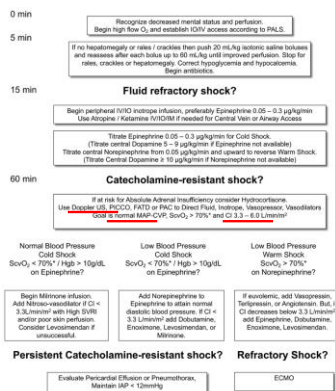 0 min
Recognize decreased mental status and perfusion.
Begin high flow O2 and establish IO/IV access according to PALS.
5 min
If no hepatomegaly or rales / crackles then push 20 mL/kg isotonic saline boluses
and reassess after each bolus up to 60 mL/kg until improved perfusion. Stop for
rales, crackles or hepatomegaly. Correct hypoglycemia and hypocalcemia.
Begin antibiotics.
15 min
Fluid refractory shock?
Begin peripheral IV/IO inotrope infusion, preferably Epinephrine 0.05 – 0.3 µg/kg/min
Use Atropine / Ketamine IV/IO/IM if needed for Central Vein or Airway Access
Titrate Epinephrine 0.05 – 0.3 µg/kg/min for Cold Shock.
(Titrate central Dopamine 5 – 9 µg/kg/min if Epinephrine not available)
Titrate central Norepinephrine from 0.05 µg/kg/min and upward to reverse Warm Shock.
(Titrate Central Dopamine ≥ 10 µg/kg/min if Norepinephrine not available)
60 min
Catecholamine-resistant shock?
If at risk for Absolute Adrenal Insufficiency consider Hydrocortisone.
Use Doppler US, PICCO, FATD or PAC to Direct Fluid, Inotrope, Vasopressor, Vasodilators
Goal is normal MAP-CVP, ScvO2 > 70%* and CI 3.3 – 6.0 L/min/m2
Normal Blood Pressure
Cold Shock
ScvO2 < 70%* / Hgb > 10g/dL
on Epinephrine?
Low Blood Pressure
Cold Shock
ScvO2 < 70%* / Hgb > 10g/dL
on Epinephrine?
Low Blood Pressure
Warm Shock
ScvO2 > 70%*
on Norepinephrine?
Begin Milrinone infusion.
Add Nitroso-vasodilator if CI <
3.3L/min/m2 with High SVRI
and/or poor skin perfusion.
Consider Levosimendan if
unsuccessful.
Add Norepinephrine to
Epinephrine to attain normal
diastolic blood pressure. If CI <
3.3 L/min/m2 add Dobutamine,
Enoximone, Levosimendan, or
Milrinone.
If euvolemic, add Vasopressin,
Terlipressin, or Angiotensin. But, if
CI decreases below 3.3 L/min/m2
add Epinephrine, Dobutamine,
Enoximone, Levosimendan.
Persistent Catecholamine-resistant shock?
Refractory Shock?
Evaluate Pericardial Effusion or Pneumothorax,
Maintain IAP < 12mmHg
ECMO